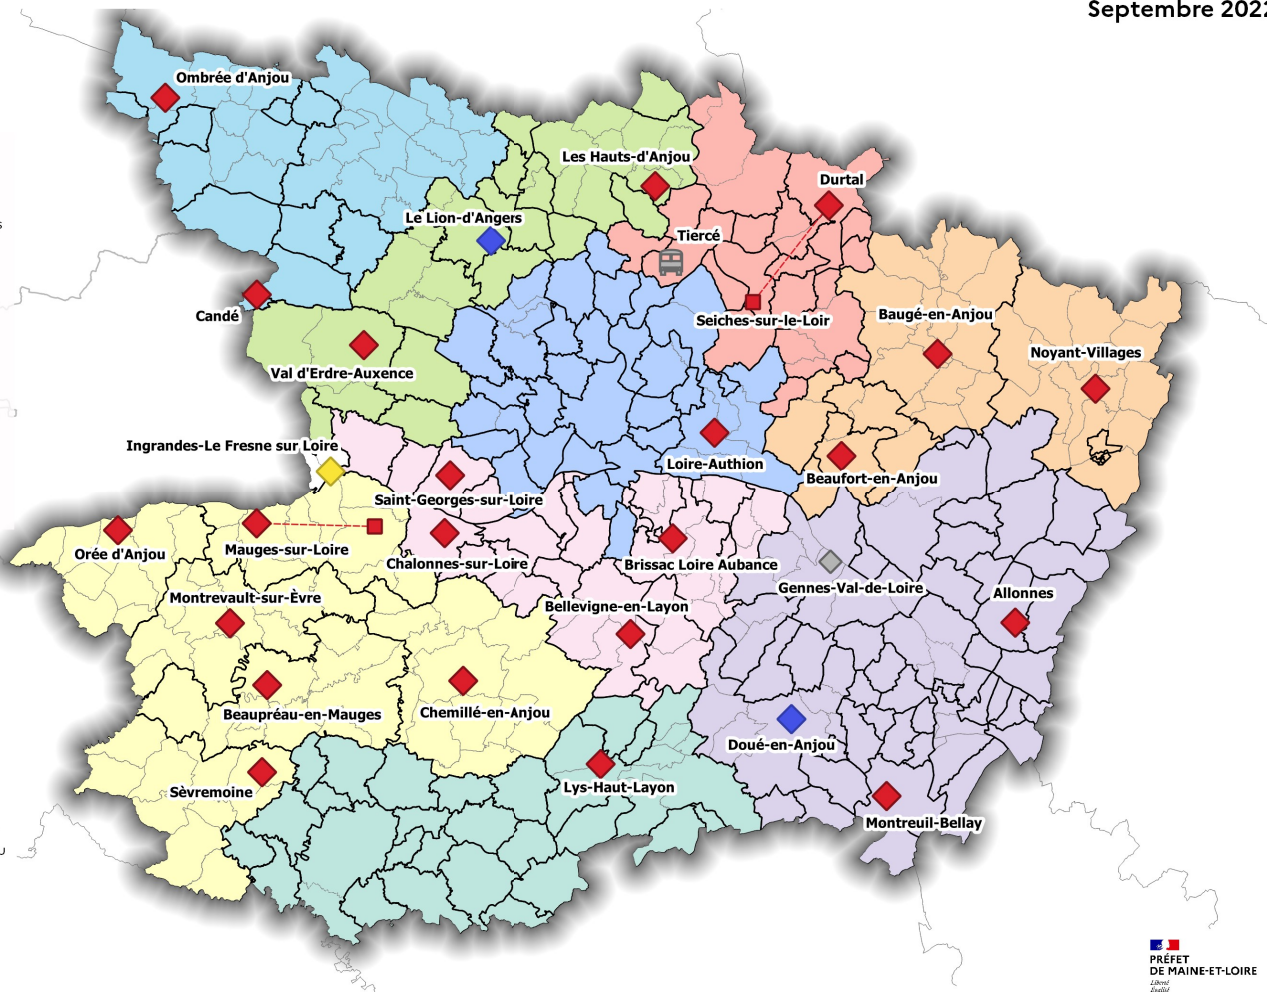 Septembre 2022
Ombrée d'Anjou
Les Hauts-d'Anjou
Durtal
Le Lion-d'Angers
Tiercé
Candé
Seiches-sur-le-Loir
Baugé-en-Anjou
Noyant-Villages
Val d'Erdre-Auxence
Ingrandes-Le Fresne sur Loire
Loire-Authion
Beaufort-en-Anjou
Saint-Georges-sur-Loire
Orée d'Anjou
Mauges-sur-Loire
Chalonnes-sur-Loire
Brissac Loire Aubance
Gennes-Val-de-Loire
Allonnes
Montrevault-sur-Èvre
Bellevigne-en-Layon
Beaupréau-en-Mauges
Chemillé-en-Anjou
Doué-en-Anjou
Sèvremoine
Lys-Haut-Layon
Montreuil-Bellay
PRÉFET
DE MAINE-ET-LOIRE
Liberté
Égalité